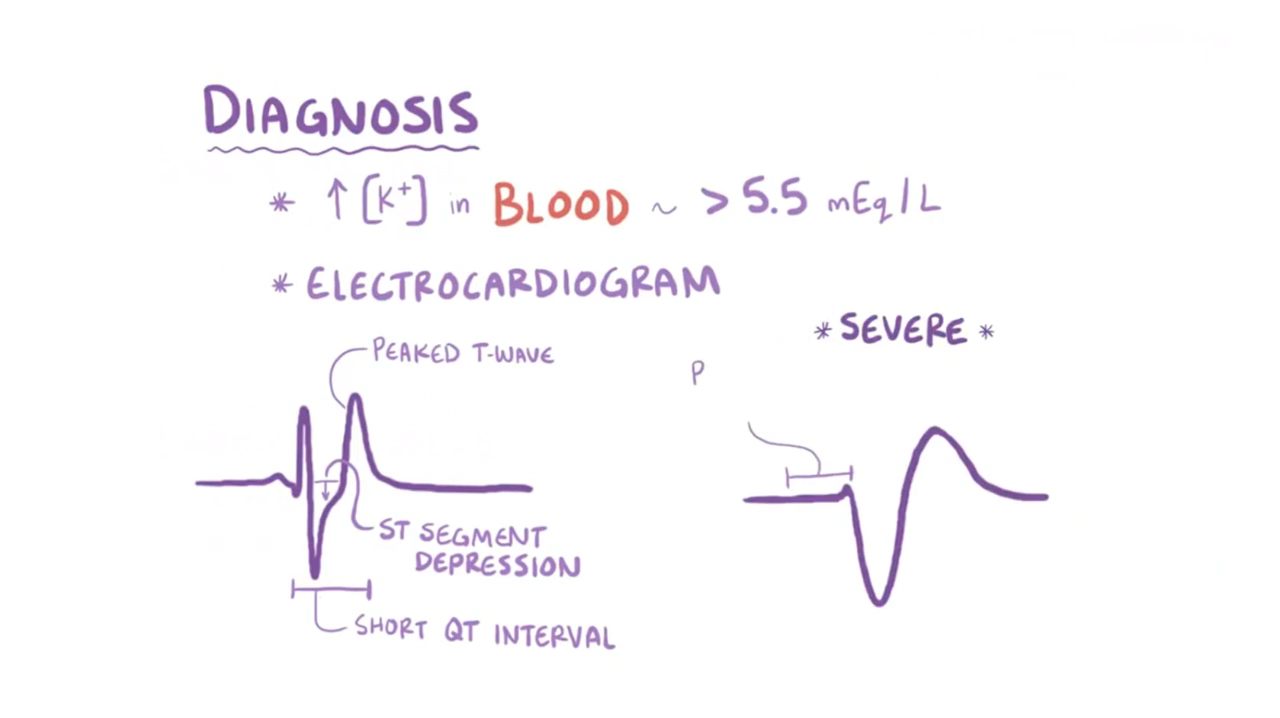 DIAGNOSIS
* ↑ [K+] in BLOOD ~ > 5.5 mEq/L
* ELECTROCARDIOGRAM
* SEVERE *
PEAKED T-WAVE
P
ST SEGMENT
DEPRESSION
SHORT QT INTERVAL